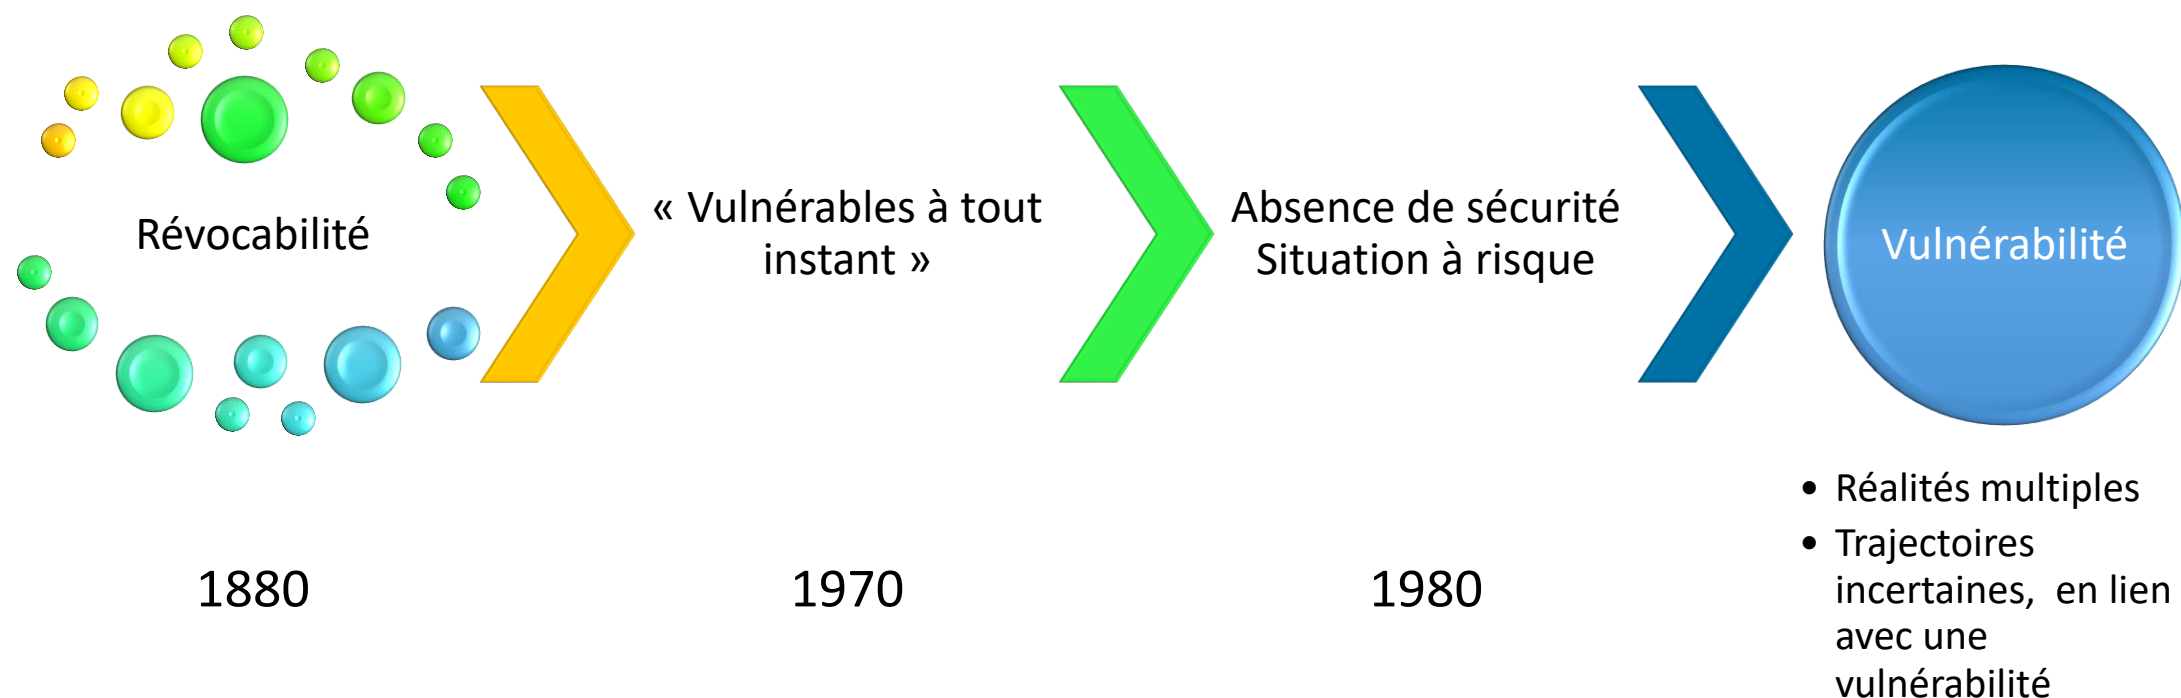 Révocabilité
« Vulnérables à tout
instant »
Absence de sécurité
Situation à risque
Vulnérabilité
• Réalités multiples
• Trajectoires
incertaines, en lien
avec une
vulnérabilité
1880
1970
1980